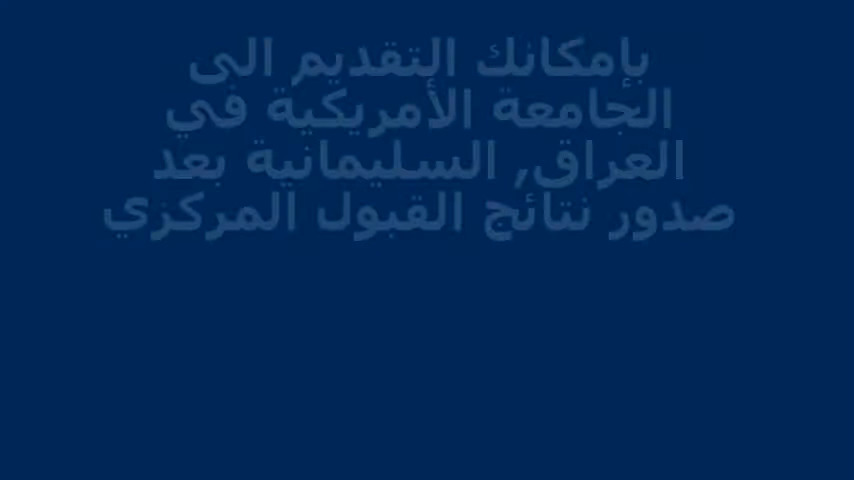 بإمكانك التقديم الى
الجامعة الأمريكية في
العراق, السليمانية بعد
صدور نتائج القبول المركزي